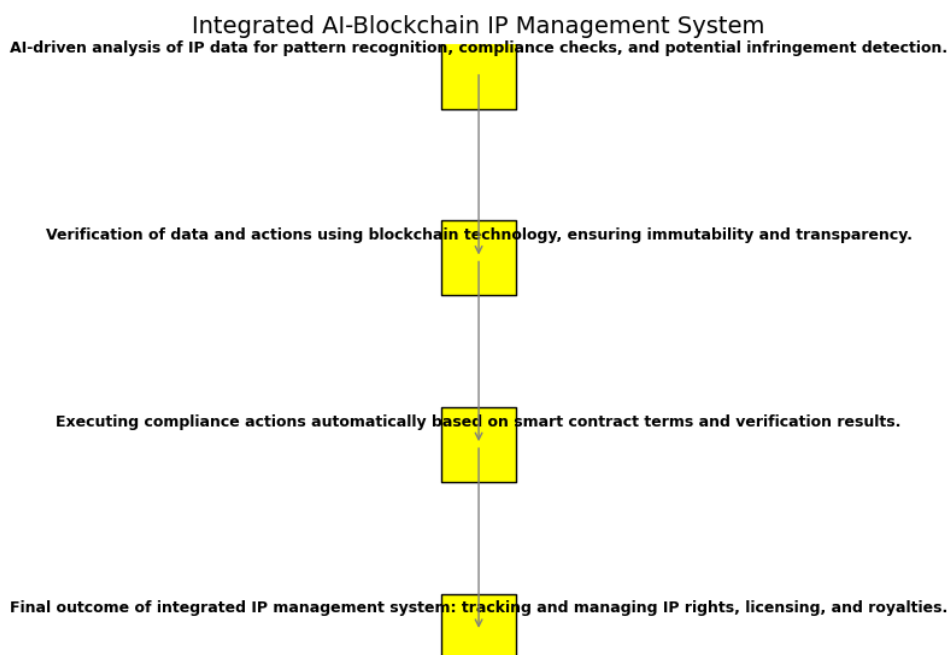 Integrated AI-Blockchain IP Management System
AI-driven analysis of IP data for pattern recognition, compliance checks, and potential infringement detection.
Verification of data and actions using blockchain technology, ensuring immutability and transparency.
Executing compliance actions automatically based on smart contract terms and verification results.
Final outcome of integrated IP management system: tracking and managing IP rights, licensing, and royalties.